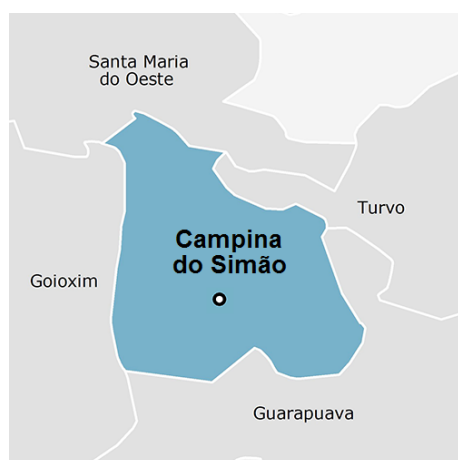 Santa Maria
do Oeste
Turvo
Campina
do Simão
Goioxim
Guarapuava